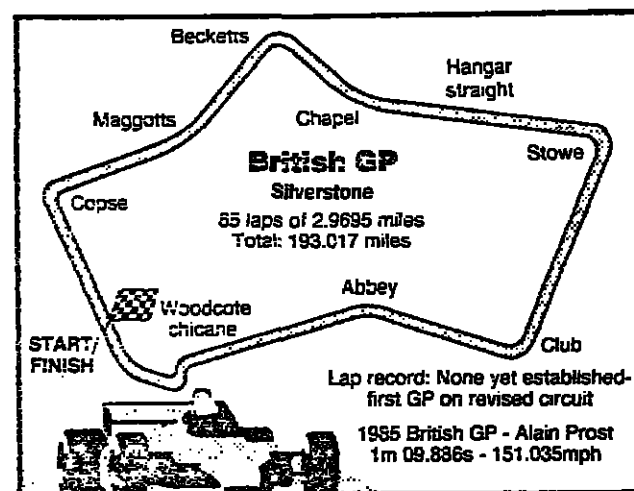 Becketts
Hangar
straight
Maggotts
Chapel
Stowe
British GP
Silverstone
Copse
65 laps of 2.9695 miles
Total: 193.017 miles
Abbey
Woodcote
chicane
START/
FINISH
Club
Lap record: None yet established-
first GP on revised circuit
1985 British GP - Alain Prost
1m 09.886s - 151.035mph